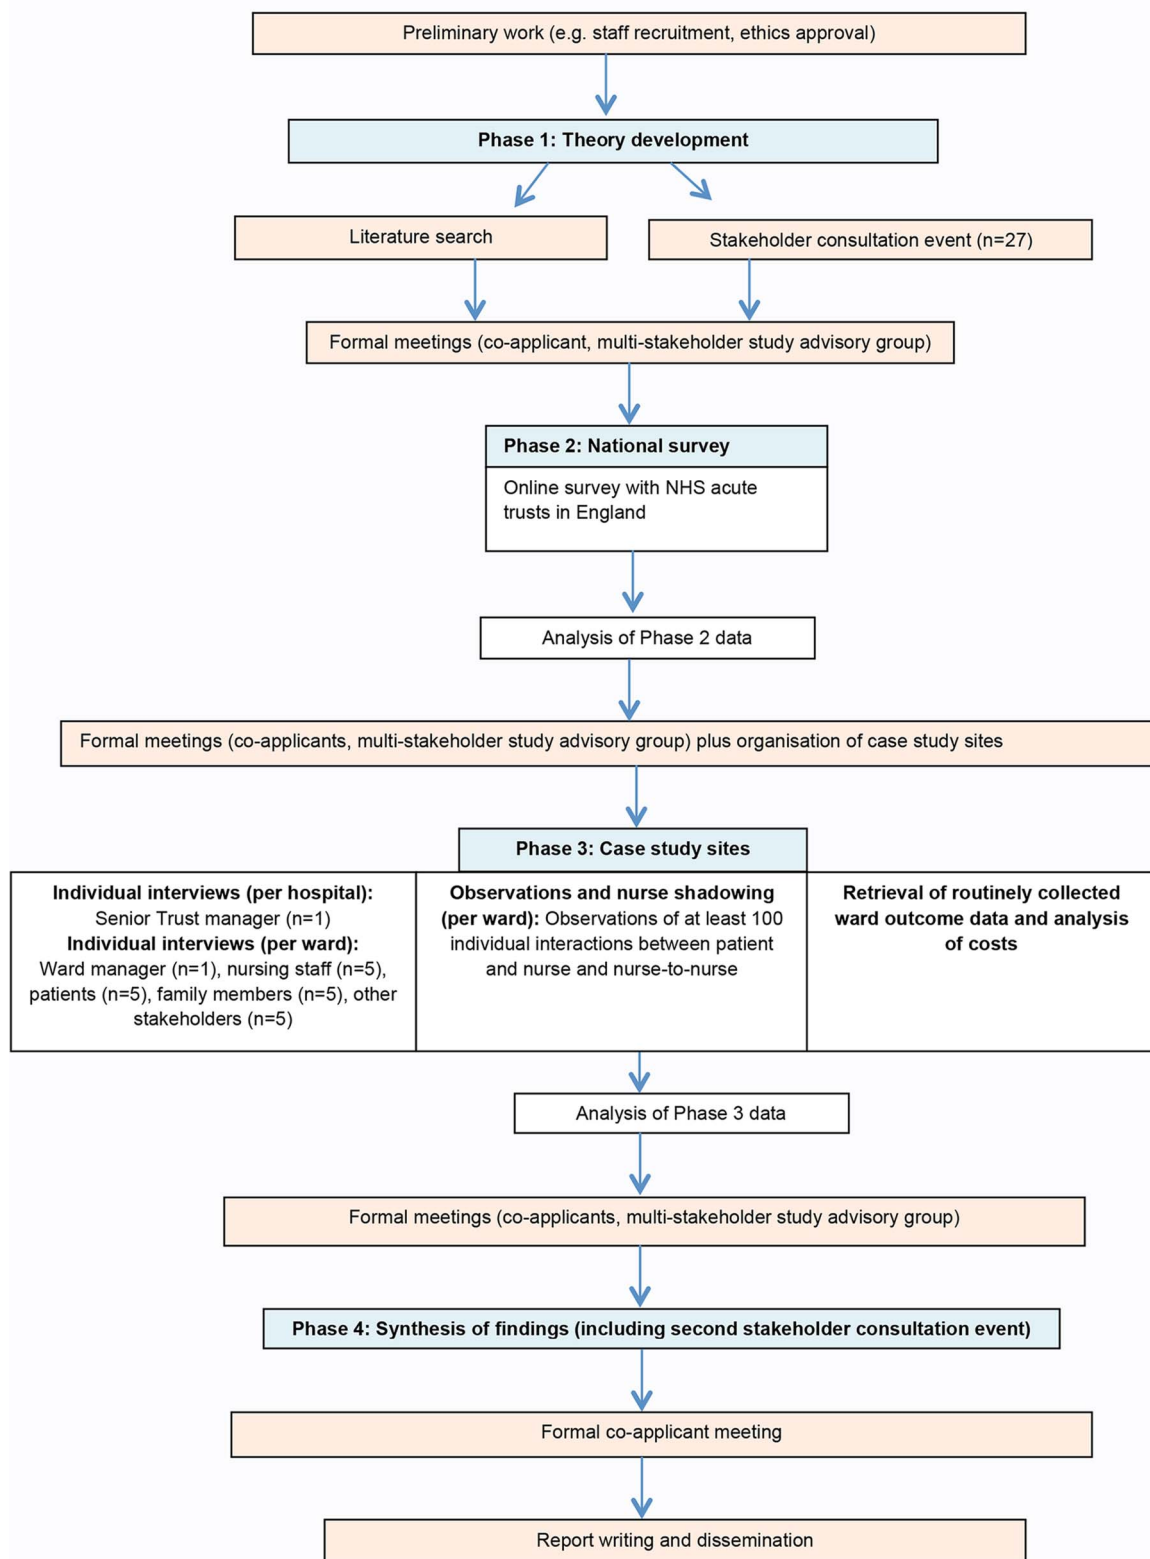 Preliminary work (e.g. staff recruitment, ethics approval)
Phase 1: Theory development
Literature search
Stakeholder consultation event (n=27)
Formal meetings (co-applicant, multi-stakeholder study advisory group)
Phase 2: National survey
Online survey with NHS acute
trusts in England
Analysis of Phase 2 data
Formal meetings (co-applicants, multi-stakeholder study advisory group) plus organisation of case study sites
Phase 3: Case study sites
Individual interviews (per hospital):
Senior Trust manager (n=1)
Individual interviews (per ward):
Ward manager (n=1), nursing staff (n=5),
patients (n=5), family members (n=5), other
stakeholders (n=5)
Observations and nurse shadowing
(per ward): Observations of at least 100
individual interactions between patient
and nurse and nurse-to-nurse
Retrieval of routinely collected
ward outcome data and analysis
of costs
Analysis of Phase 3 data
Formal meetings (co-applicants, multi-stakeholder study advisory group)
Phase 4: Synthesis of findings (including second stakeholder consultation event)
Formal co-applicant meeting
Report writing and dissemination